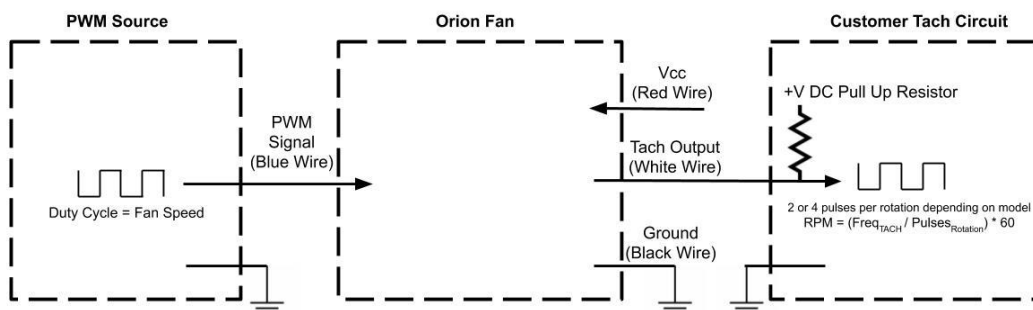 PWM Source
Orion Fan
Customer Tach Circuit
PWM
Signal
(Blue Wire)
Duty Cycle = Fan Speed
Vcc
(Red Wire)
Tach Output
(White Wire)
Ground
(Black Wire)
+V DC Pull Up Resistor
2 or 4 pulses per rotation depending on model
RPM = (Freq_TACH / Pulses_Rotation) * 60